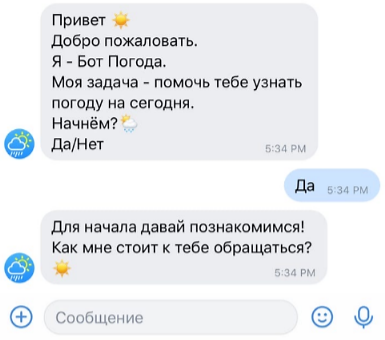 Привет ☀️
Добро пожаловать.
Я - Бот Погода.
Моя задача - помочь тебе узнать
погоду на сегодня.
Начнём?🌦️
Да/Нет
5:34 PM
Да 5:34 PM
Для начала давай познакомимся!
Как мне стоит к тебе обращаться?
☀️
5:34 PM
Сообщение